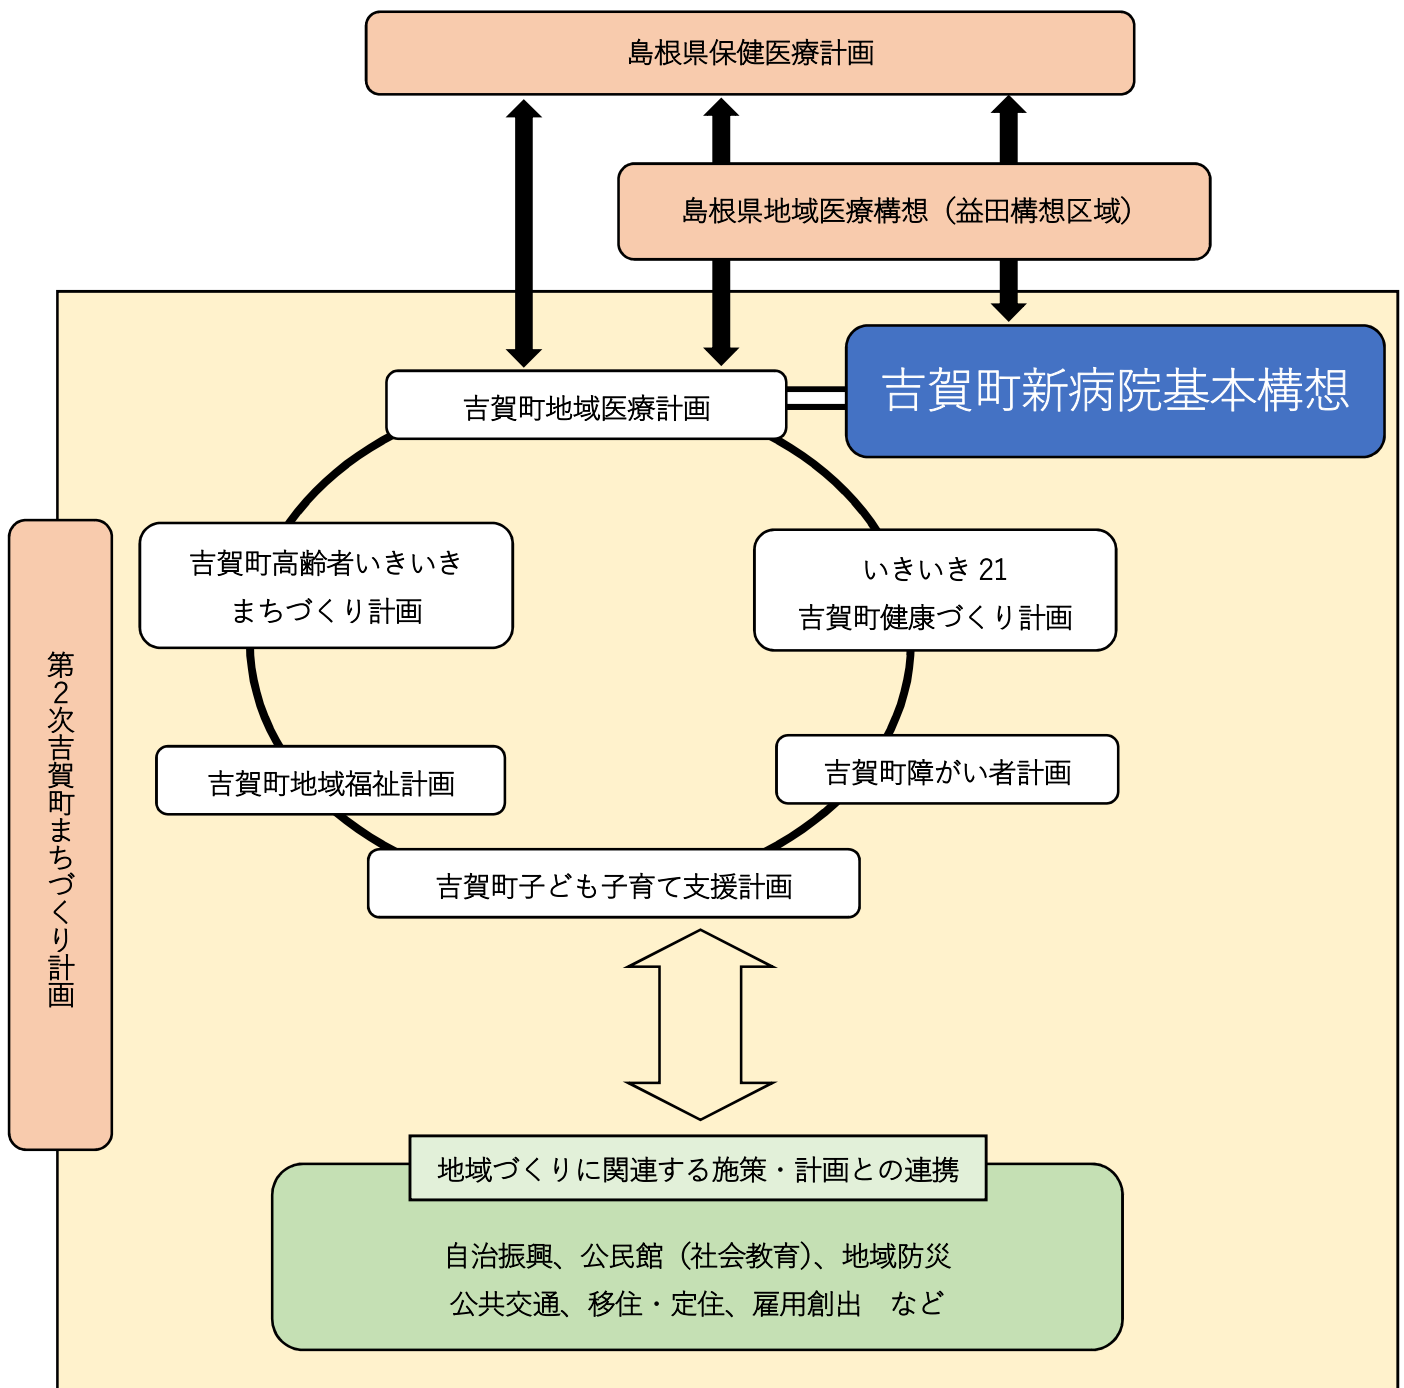 島根県保健医療計画
島根県地域医療構想（益田構想区域）
吉賀町新病院基本構想
吉賀町地域医療計画
吉賀町高齢者いきいき
まちづくり計画
いきいき 21
吉賀町健康づくり計画
第２次吉賀町まちづくり計画
吉賀町地域福祉計画
吉賀町障がい者計画
吉賀町子ども子育て支援計画
地域づくりに関連する施策・計画との連携
自治振興、公民館（社会教育）、地域防災
公共交通、移住・定住、雇用創出　など